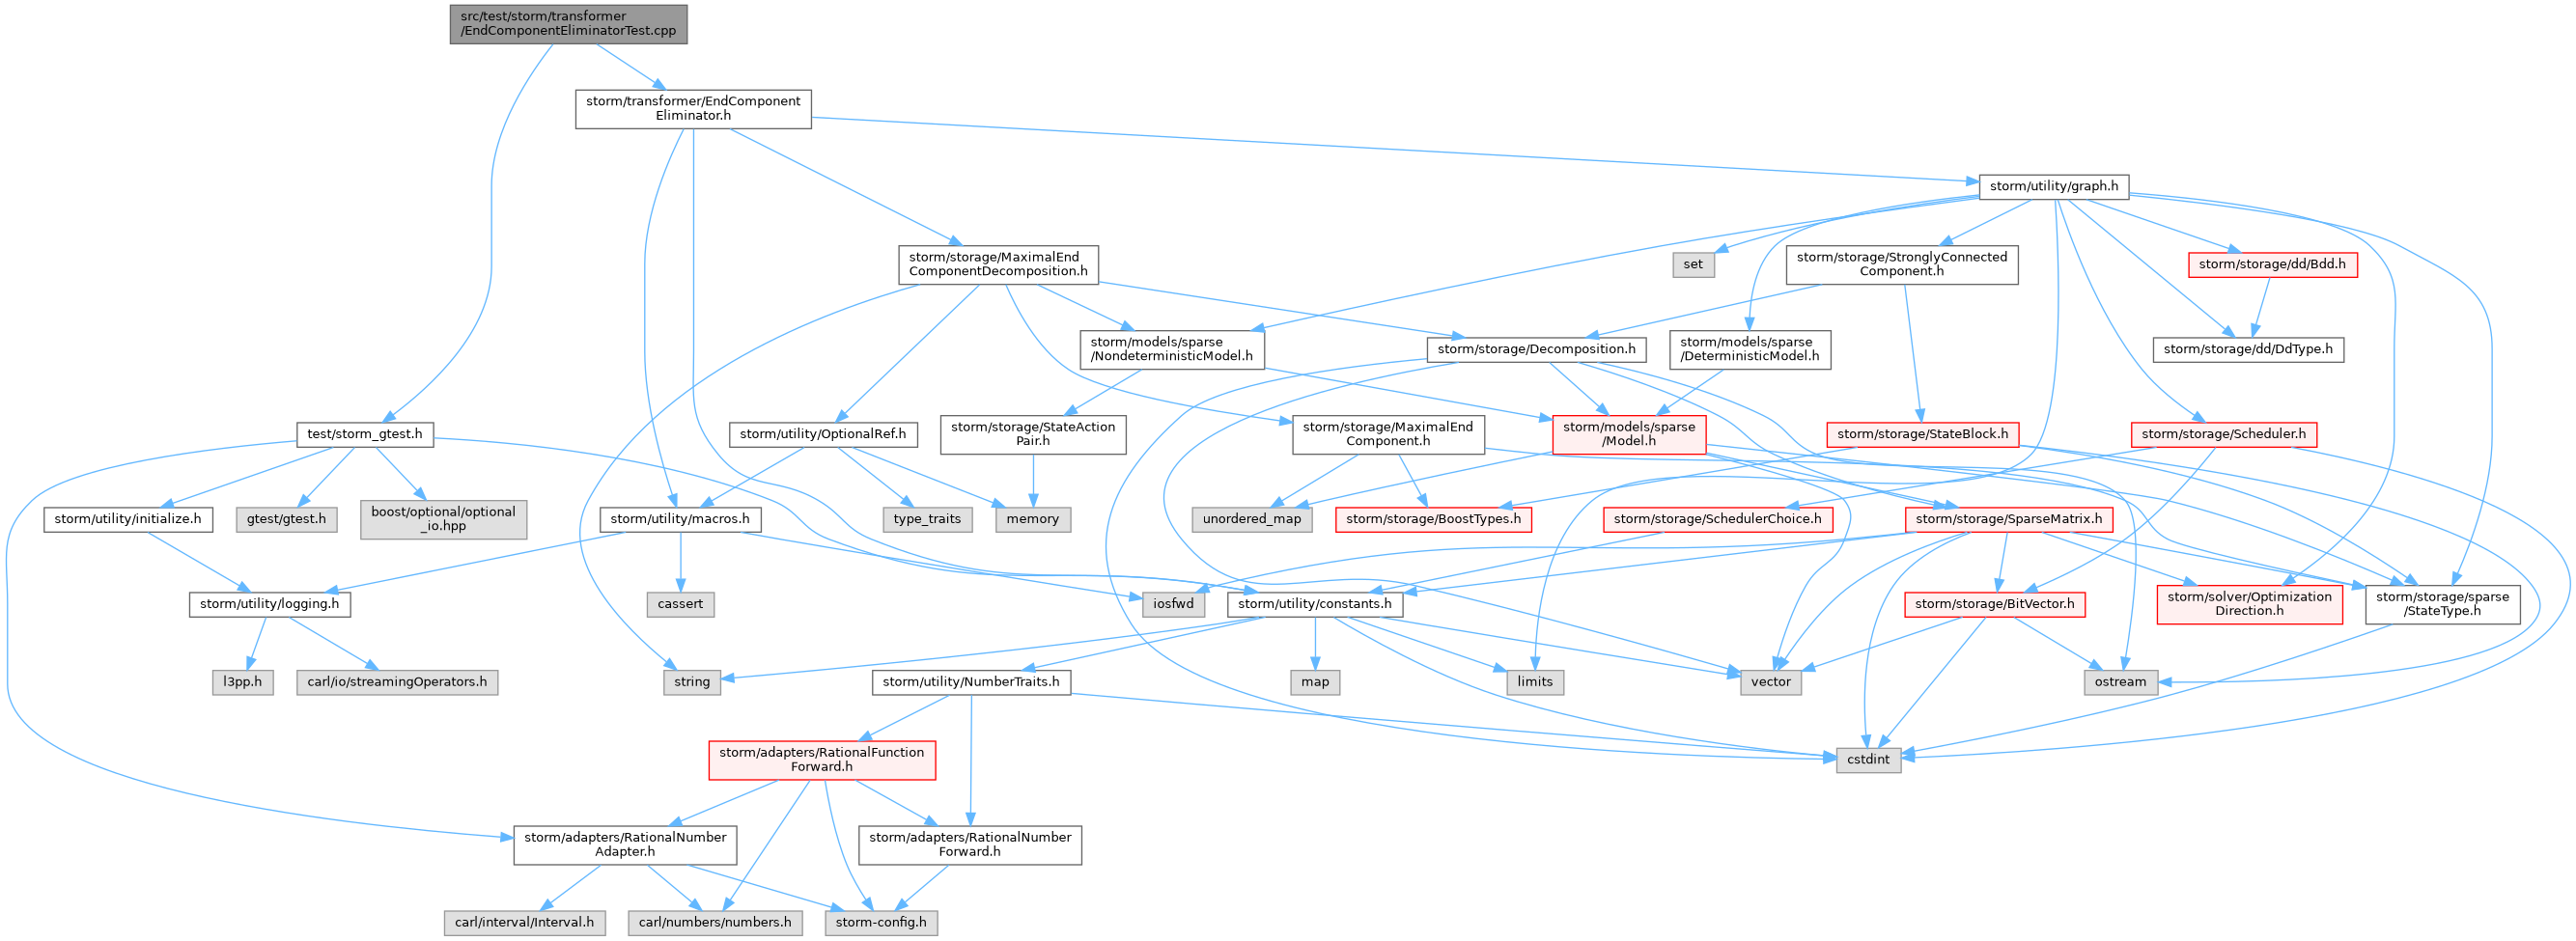 src/test/storm/transformer
/EndComponentEliminatorTest.cpp
storm/transformer/EndComponent
Eliminator.h
storm/utility/graph.h
storm/storage/MaximalEnd
ComponentDecomposition.h
set
storm/storage/StronglyConnected
Component.h
storm/storage/dd/Bdd.h
storm/models/sparse
/NondeterministicModel.h
storm/storage/Decomposition.h
storm/models/sparse
/DeterministicModel.h
storm/storage/dd/DdType.h
test/storm_gtest.h
storm/utility/OptionalRef.h
storm/storage/StateAction
Pair.h
storm/storage/MaximalEnd
Component.h
storm/models/sparse
/Model.h
storm/storage/StateBlock.h
storm/storage/Scheduler.h
storm/utility/initialize.h
gtest/gtest.h
boost/optional/optional
_io.hpp
storm/utility/macros.h
type_traits
memory
unordered_map
storm/storage/BoostTypes.h
storm/storage/SchedulerChoice.h
storm/storage/SparseMatrix.h
storm/utility/logging.h
cassert
iosfwd
storm/utility/constants.h
storm/storage/BitVector.h
storm/solver/Optimization
Direction.h
storm/storage/sparse
/StateType.h
l3pp.h
carl/io/streamingOperators.h
string
storm/utility/NumberTraits.h
map
limits
vector
ostream
storm/adapters/RationalFunction
Forward.h
cstdint
storm/adapters/RationalNumber
Adapter.h
storm/adapters/RationalNumber
Forward.h
carl/interval/Interval.h
carl/numbers/numbers.h
storm-config.h